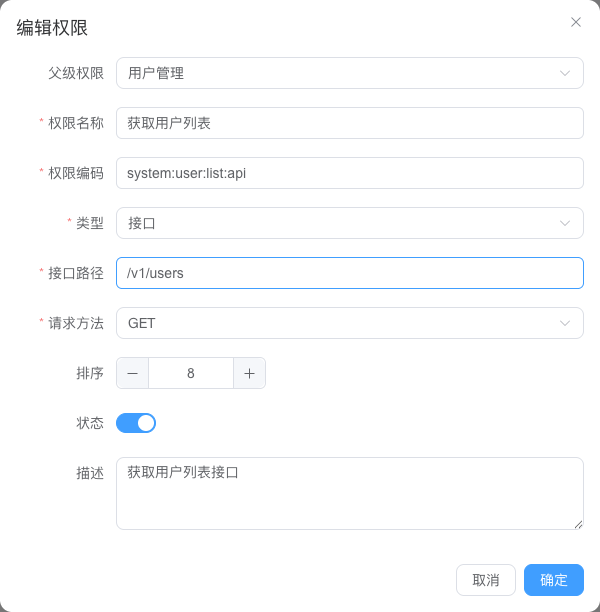 编辑权限
父级权限 用户管理
* 权限名称 获取用户列表
* 权限编码 system:user:list:api
* 类型 接口
* 接口路径 /v1/users
* 请求方法 GET
排序 8
状态
描述 获取用户列表接口
取消 确定